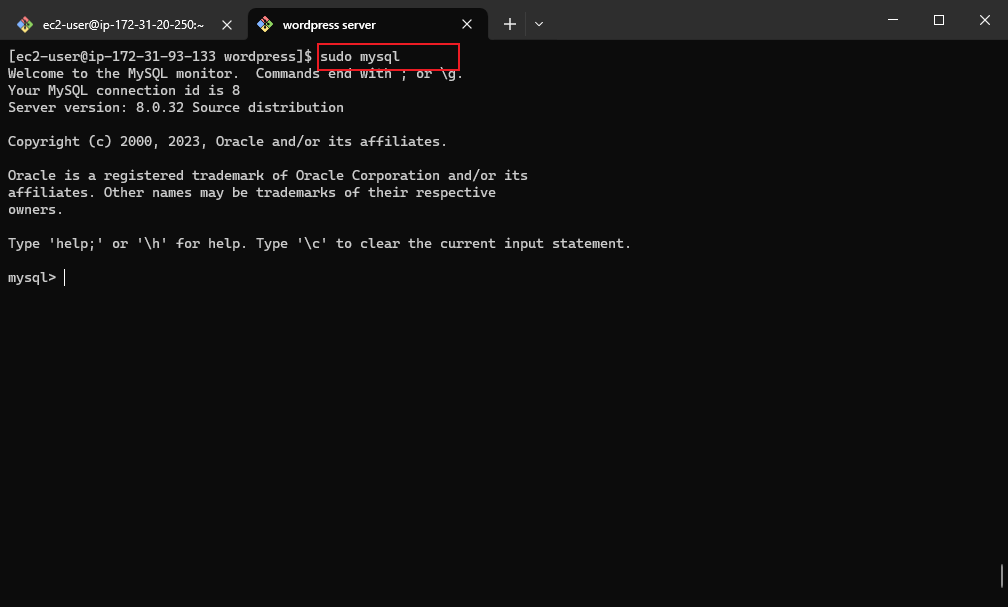 ec2-user@ip-172-31-20-250:~
wordpress server
[ec2-user@ip-172-31-93-133 wordpress]$ sudo mysql
Welcome to the MySQL monitor.  Commands end with ; or \g.
Your MySQL connection id is 8
Server version: 8.0.32 Source distribution
Copyright (c) 2000, 2023, Oracle and/or its affiliates.
Oracle is a registered trademark of Oracle Corporation and/or its
affiliates. Other names may be trademarks of their respective
owners.
Type 'help;' or '\h' for help. Type '\c' to clear the current input statement.
mysql>